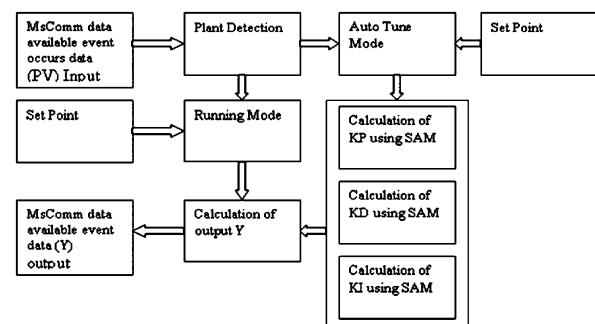 MsComm data
available event
occurs data
(PV) Input
Plant Detection
Auto Tune
Mode
Set Point
Set Point
Running Mode
Calculation of
KP using SAM
Calculation of
KD using SAM
Calculation of
KI using SAM
MsComm data
available event
data (Y)
output
Calculation of
output Y